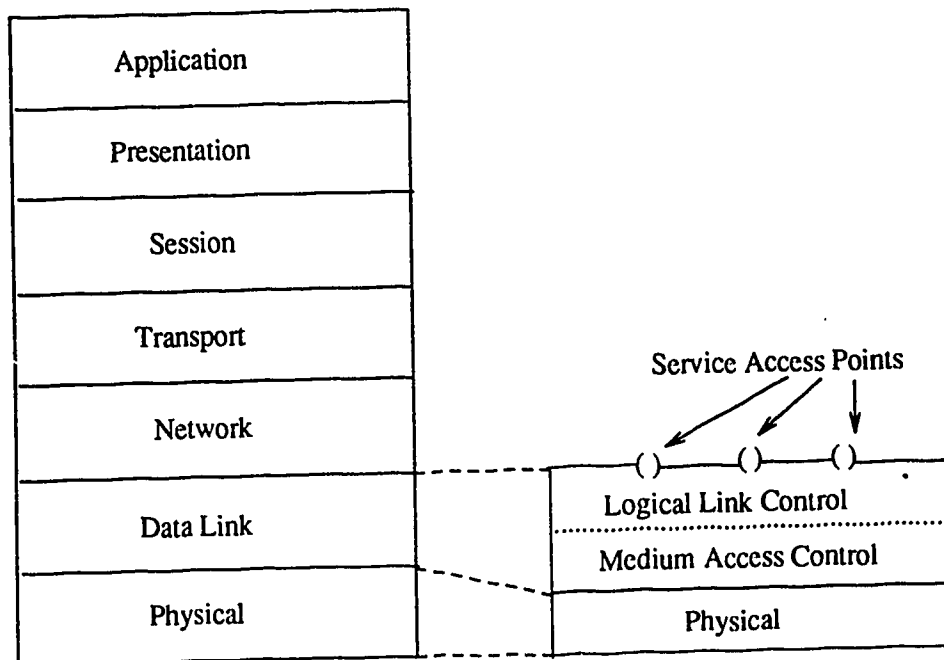 Application
Presentation
Session
Transport
Network
Data Link
Physical
Service Access Points
Logical Link Control
Medium Access Control
Physical